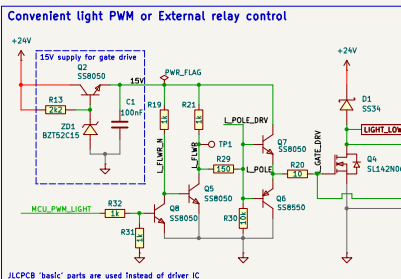 Convenient light PWM or External relay control
+24V
15V supply for gate drive
Q2
SS8050
15V
PWR_FLAG
+24V
R13
2k2
C1
100nF
R19
1k
R21
1k
L_POLE_DRV
D1
SS34
ZD1
BZT52C15
L_FLWR_N
L_FLWR
TP1
Q7
SS8050
L_GATE_DRV
LIGHT_LOW
R29
150
L_POLE
R20
10
Q4
SL142N0
Q5
SS8050
Q6
SS8550
MCU_PWM_LIGHT
R32
1k
Q8
SS8050
R30
10k
R31
1k
JLCPCB 'basic' parts are used instead of driver IC